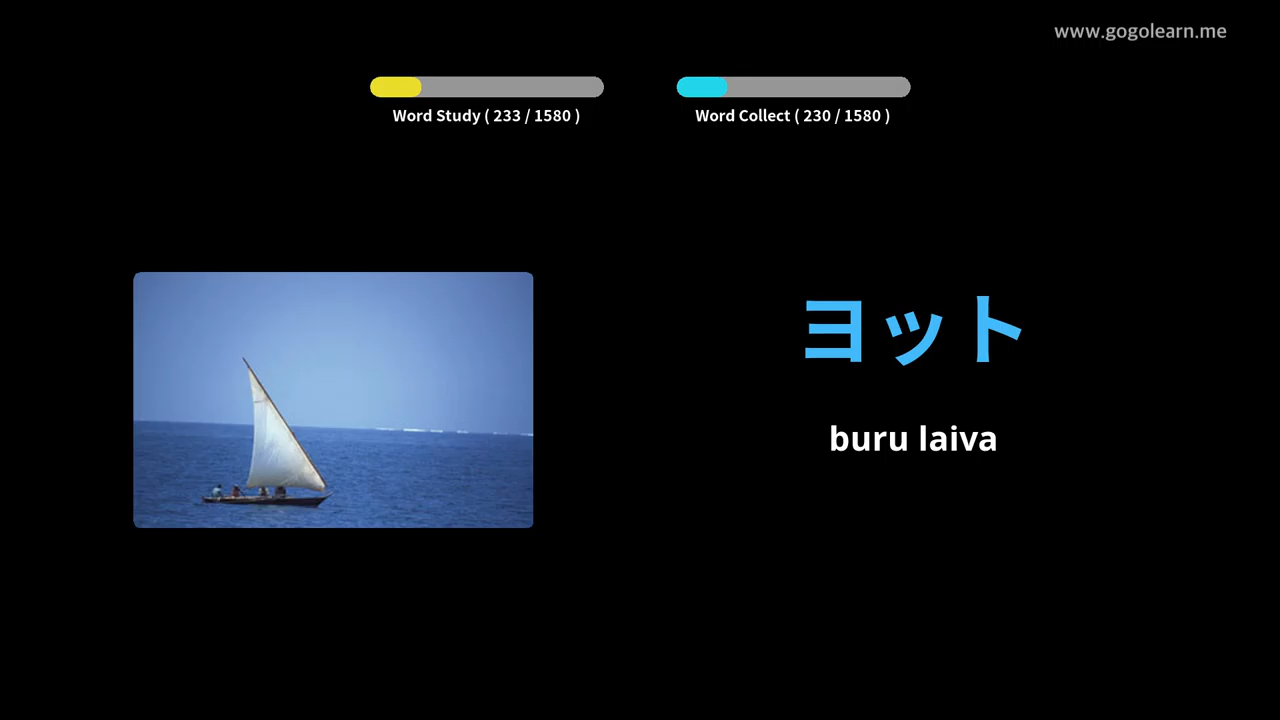 www.gogolearn.me
Word Study ( 233 / 1580 )
Word Collect ( 230 / 1580 )
ヨット
buru laiva